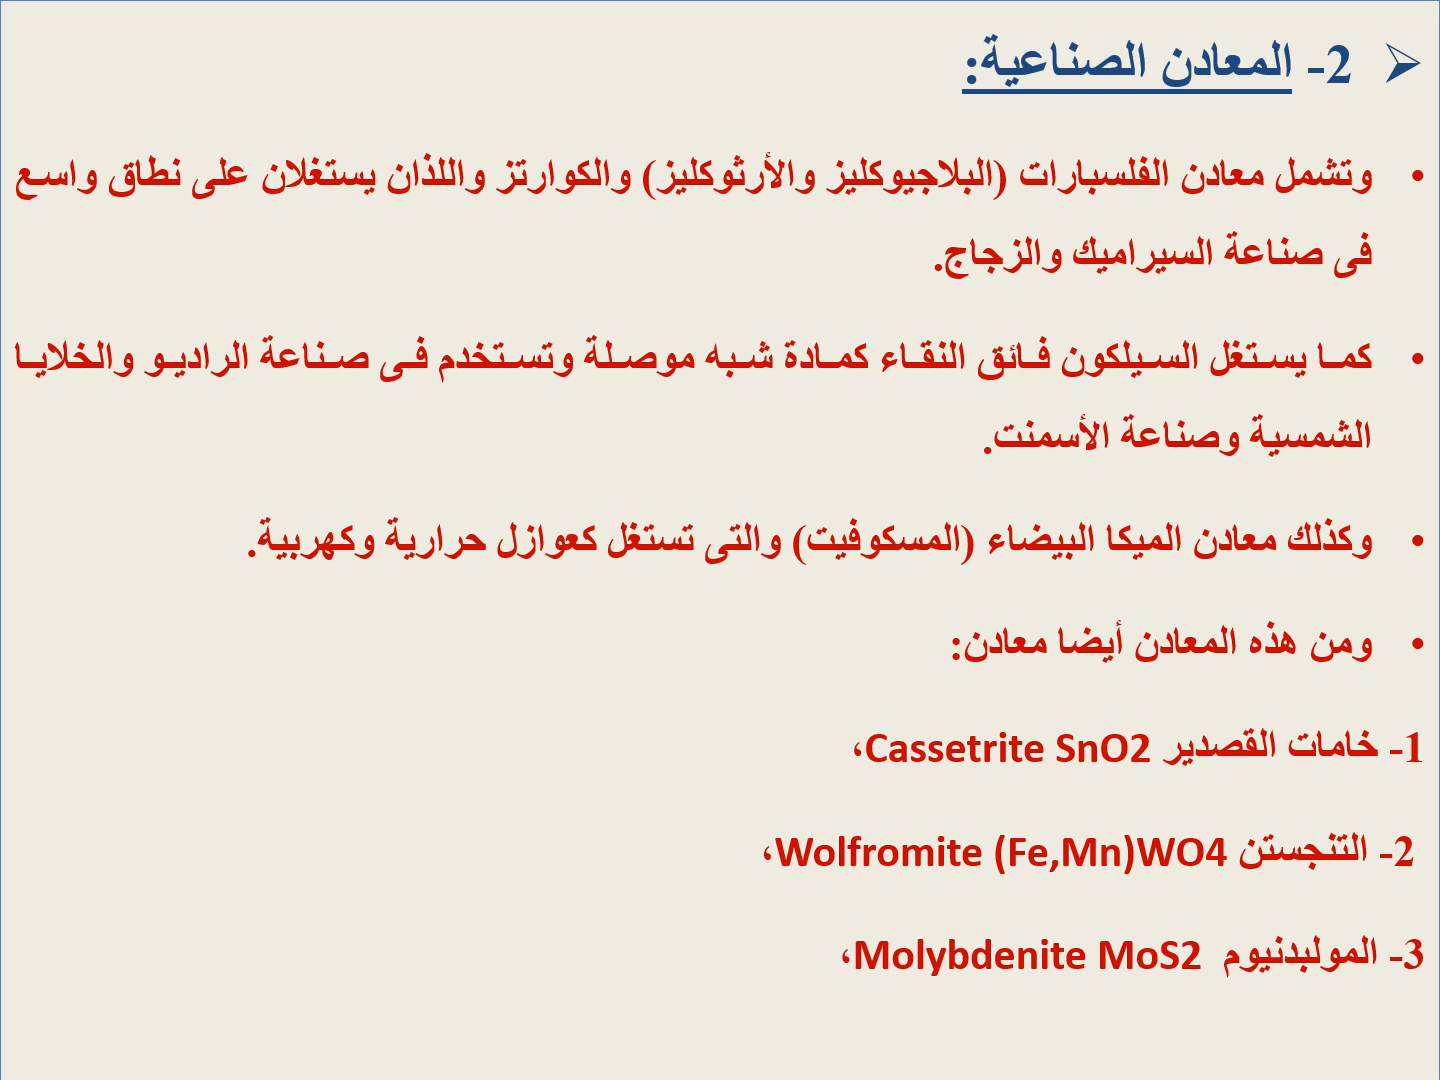 ➢ 2- المعادن الصناعية:
• وتشمل معادن الفلسبارات (البلاجيوكليز والأرثوكليز) والكوارتز واللذان يستغلان على نطاق واسع
فى صناعة السيراميك والزجاج.
• كما يستغل السيلكون فائق النقاء كمادة شبه موصلة وتستخدم فى صناعة الراديو والخلايا
الشمسية وصناعة الأسمنت.
• وكذلك معادن الميكا البيضاء (المسكوفيت) والتى تستغل كعوازل حرارية وكهربية.
• ومن هذه المعادن أيضا معادن:
1- خامات القصدير Cassetrite SnO2،
2- التنجستن Wolfromite (Fe,Mn)WO4،
3- المولبدنيوم Molybdenite MoS2،